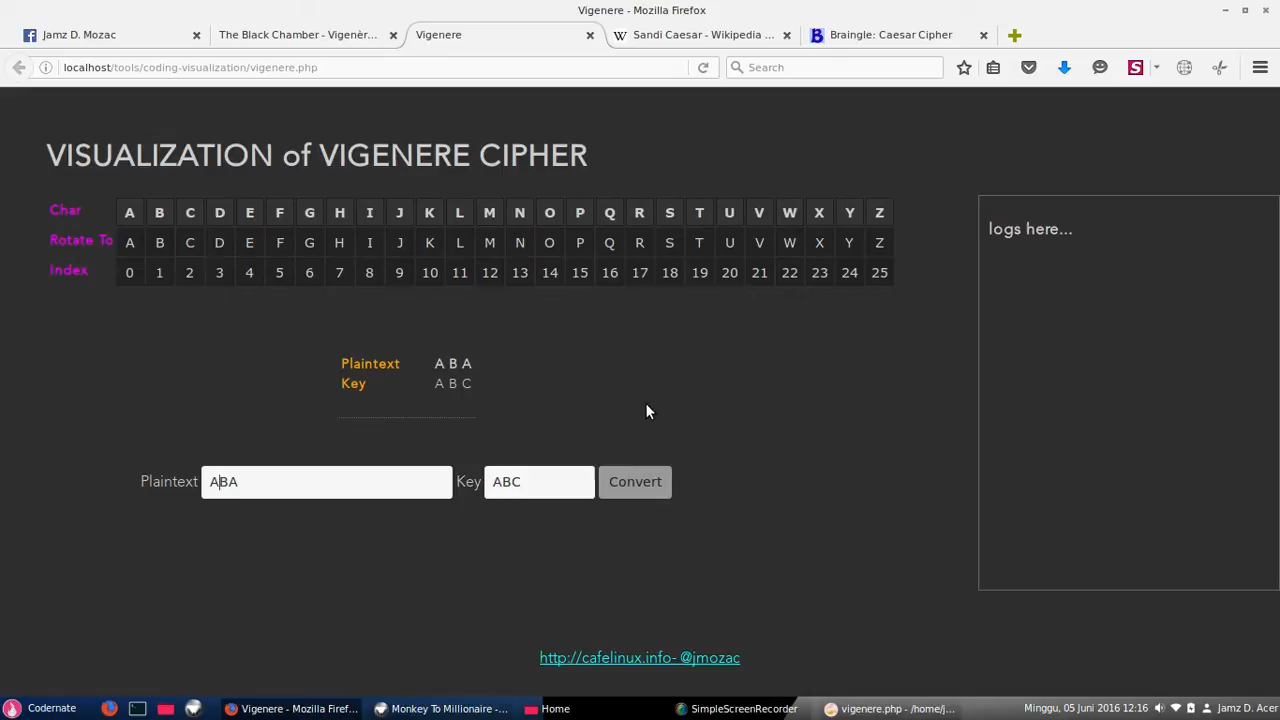 Vigenere - Mozilla Firefox
Jamz D. Mozac
The Black Chamber - Vigenèr...
Vigenere
Sandi Caesar - Wikipedia ...
Braingle: Caesar Cipher
localhost/tools/coding-visualization/vigenere.php
Search
VISUALIZATION of VIGENERE CIPHER
Char A B C D E F G H I J K L M N O P Q R S T U V W X Y Z
Rotate To A B C D E F G H I J K L M N O P Q R S T U V W X Y Z
Index 0 1 2 3 4 5 6 7 8 9 10 11 12 13 14 15 16 17 18 19 20 21 22 23 24 25
logs here...
Plaintext A B A
Key A B C
Plaintext ABA Key ABC Convert
http://cafelinux.info- @jmozac
Codernate
Vigenere - Mozilla Firef...
Monkey To Millionaire -...
Home
SimpleScreenRecorder
vigenere.php - /home/j...
Minggu, 05 Juni 2016 12:16
Jamz D. Acer